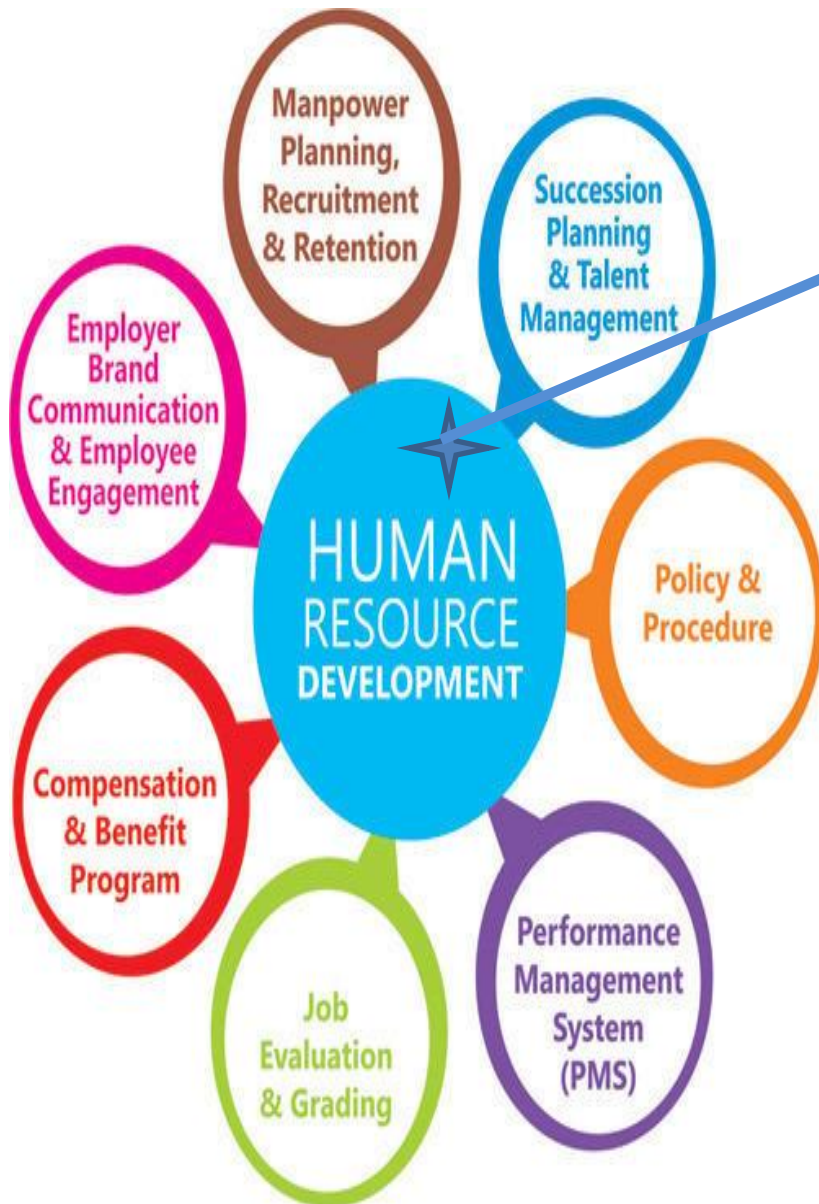 Manpower
Planning,
Recruitment
& Retention
Succession
Planning
& Talent
Management
Employer
Brand
Communication
& Employee
Engagement
HUMAN
RESOURCE
DEVELOPMENT
Policy &
Procedure
Compensation
& Benefit
Program
Performance
Management
System
(PMS)
Job
Evaluation
& Grading